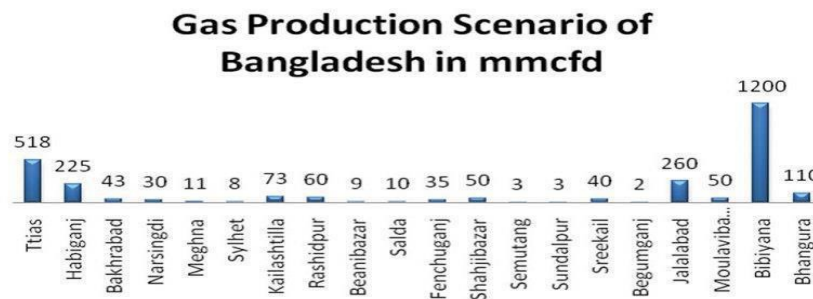 Gas Production Scenario of
Bangladesh in mmcfd
518
225
43
30
11
8
73
60
9
10
35
50
3
3
40
2
260
50
1200
110
Ttias
Habiganj
Bakhrabad
Narsingdi
Meghna
Sylhet
Kailashtilla
Rashidpur
Beanibazar
Salda
Fenchuganj
Shahjibazar
Semutang
Sundalpur
Sreekail
Begumganj
Jalalabad
Moulaviba...
Bibiyana
Bhangura